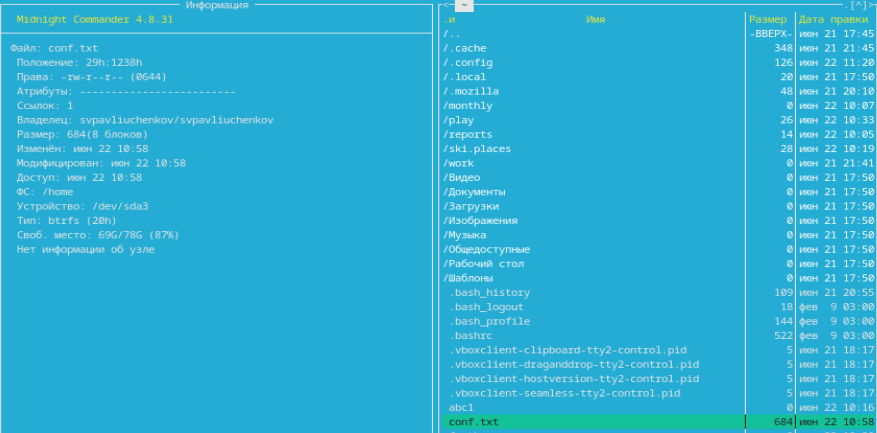 Информация
Midnight Commander 4.8.31
Файл: conf.txt
Положение: 29h:1238h
Права: -rw-r--r-- (0644)
Атрибуты: -------------------------
Ссылок: 1
Владелец: svpavliuchenkov/svpavliuchenkov
Размер: 684(8 блоков)
Изменён: июн 22 10:58
Модифицирован: июн 22 10:58
Доступ: июн 22 10:58
ФС: /home
Устройство: /dev/sda3
Тип: btrfs (20h)
Своб. место: 69G/78G (87%)
Нет информации об узле
<─ ~ .[^]>
.и Имя Размер Дата правки
/.. -ВВЕРХ- июн 21 17:45
/.cache 348 июн 21 21:45
/.config 126 июн 22 11:20
/.local 20 июн 21 17:50
/.mozilla 48 июн 21 20:10
/monthly 0 июн 22 10:07
/play 26 июн 22 10:33
/reports 14 июн 22 10:05
/ski.places 28 июн 22 10:19
/work 0 июн 21 21:41
/Видео 0 июн 21 17:50
/Документы 0 июн 21 17:50
/Загрузки 0 июн 21 17:50
/Изображения 0 июн 21 17:50
/Музыка 0 июн 21 17:50
/Общедоступные 0 июн 21 17:50
/Рабочий стол 0 июн 21 17:50
/Шаблоны 0 июн 21 17:50
.bash_history 109 июн 21 20:55
.bash_logout 18 фев 9 03:00
.bash_profile 144 фев 9 03:00
.bashrc 522 фев 9 03:00
.vboxclient-clipboard-tty2-control.pid 5 июн 21 18:17
.vboxclient-draganddrop-tty2-control.pid 5 июн 21 18:17
.vboxclient-hostversion-tty2-control.pid 5 июн 21 18:17
.vboxclient-seamless-tty2-control.pid 5 июн 21 18:17
abc1 0 июн 22 10:16
conf.txt 684 июн 22 10:58